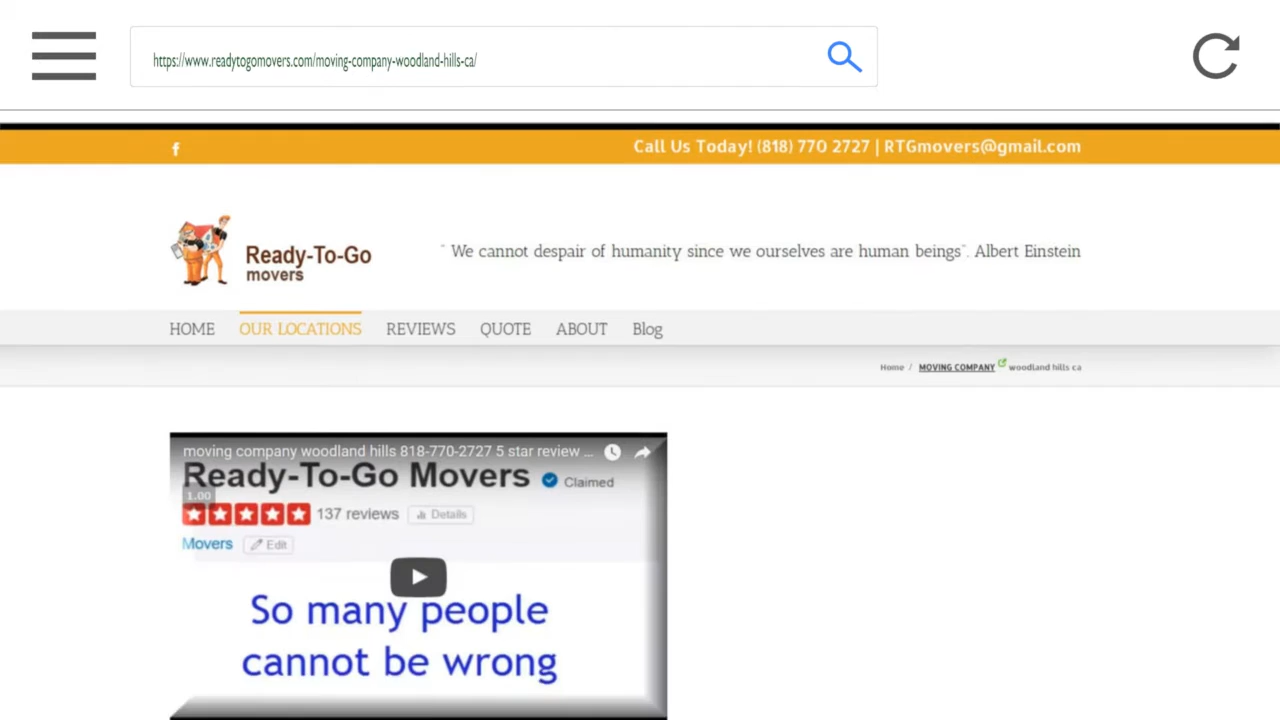 https://www.readytogomovers.com/moving-company-woodland-hills-ca/
Call Us Today! (818) 770 2727 | RTGmovers@gmail.com
Ready-To-Go
movers
" We cannot despair of humanity since we ourselves are human beings". Albert Einstein
HOME OUR LOCATIONS REVIEWS QUOTE ABOUT Blog
Home / MOVING COMPANY woodland hills ca
moving company woodland hills 818-770-2727 5 star review ...
Ready-To-Go Movers Claimed
1.00
137 reviews Details
Movers Edit
So many people
cannot be wrong